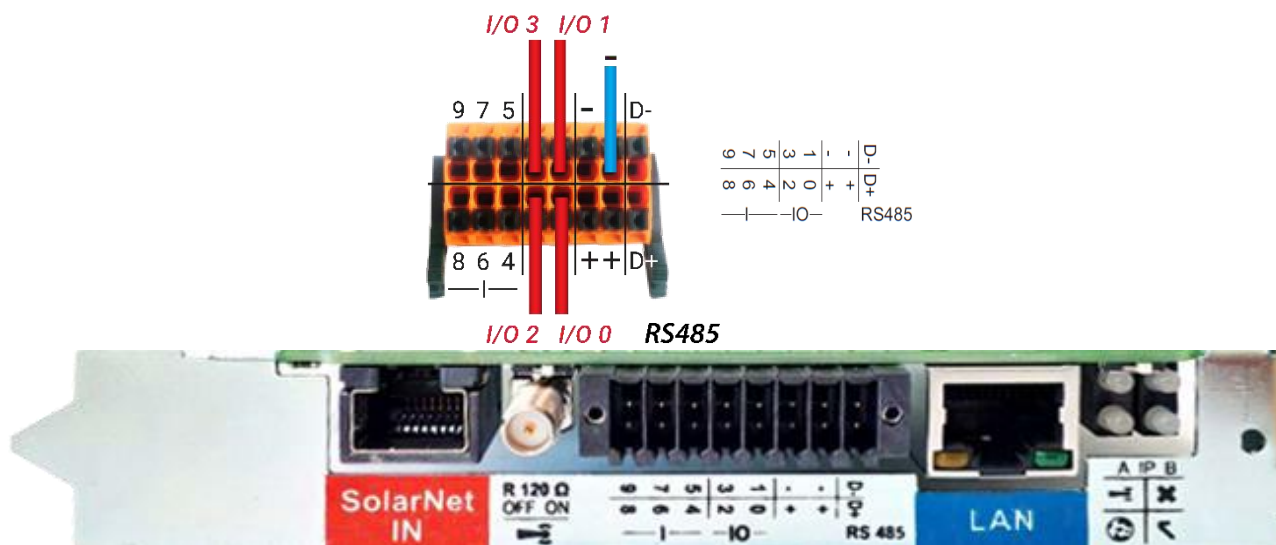 I/O 3 I/O 1
-
9 7 5 - D-
8 6 4 ++ D+
I
I/O 2 I/O 0 RS485
9 7 5 3 1 - - D-
8 6 4 2 0 + + D+
I IO RS485
SolarNet
IN
R 120 Ω
OFF ON
9 7 5 3 1 - - D-
8 6 4 2 0 + + D+
I IO RS 485
LAN
A IP B